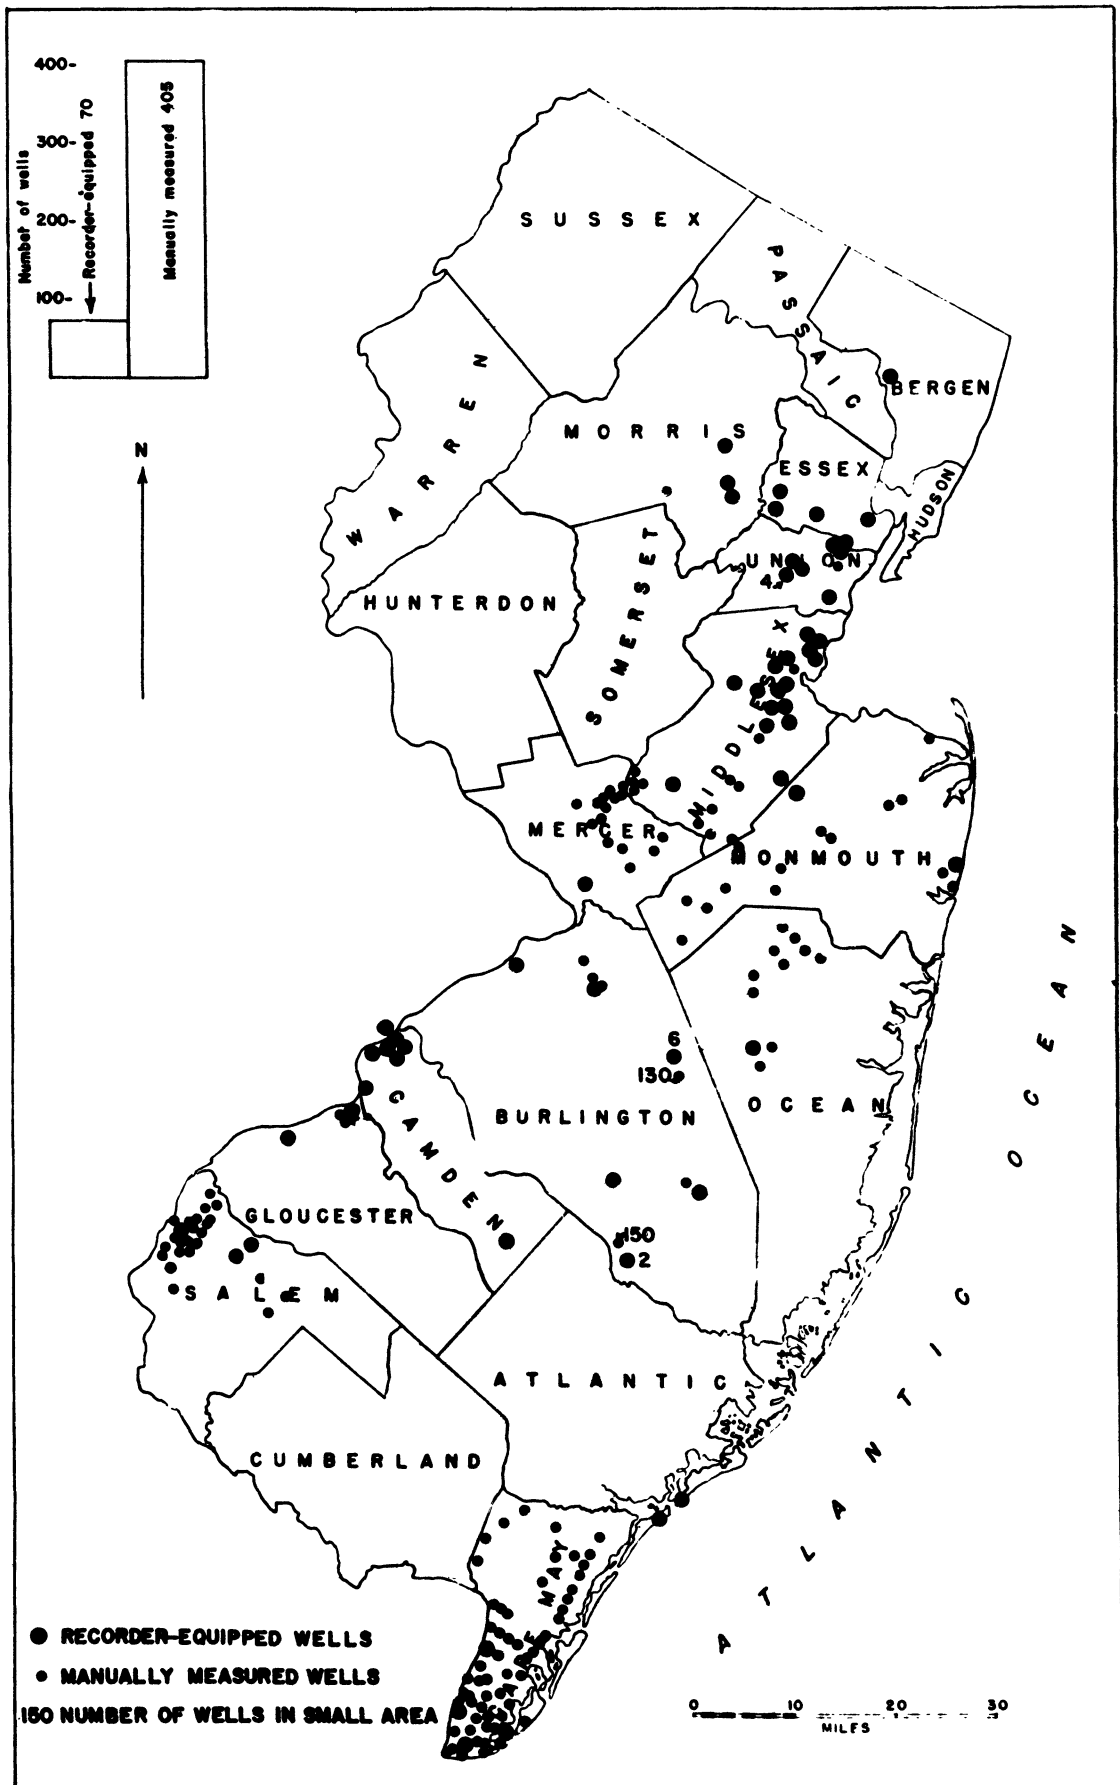 400-
300-
200-
100-
Number of wells
Recorder-equipped 70
Manually measured 405
N
SUSSEX
PASSAIC
BERGEN
WARREN
MORRIS
ESSEX
HUDSON
UNION
4
HUNTERDON
SOMERSET
MIDDLESEX
MERCER
MONMOUTH
6
130
BURLINGTON
OCEAN
CAMDEN
GLOUCESTER
150
2
SALEM
ATLANTIC
CUMBERLAND
CAPE MAY
ATLANTIC OCEAN
RECORDER-EQUIPPED WELLS
MANUALLY MEASURED WELLS
150 NUMBER OF WELLS IN SMALL AREA
0 10 20 30
MILES